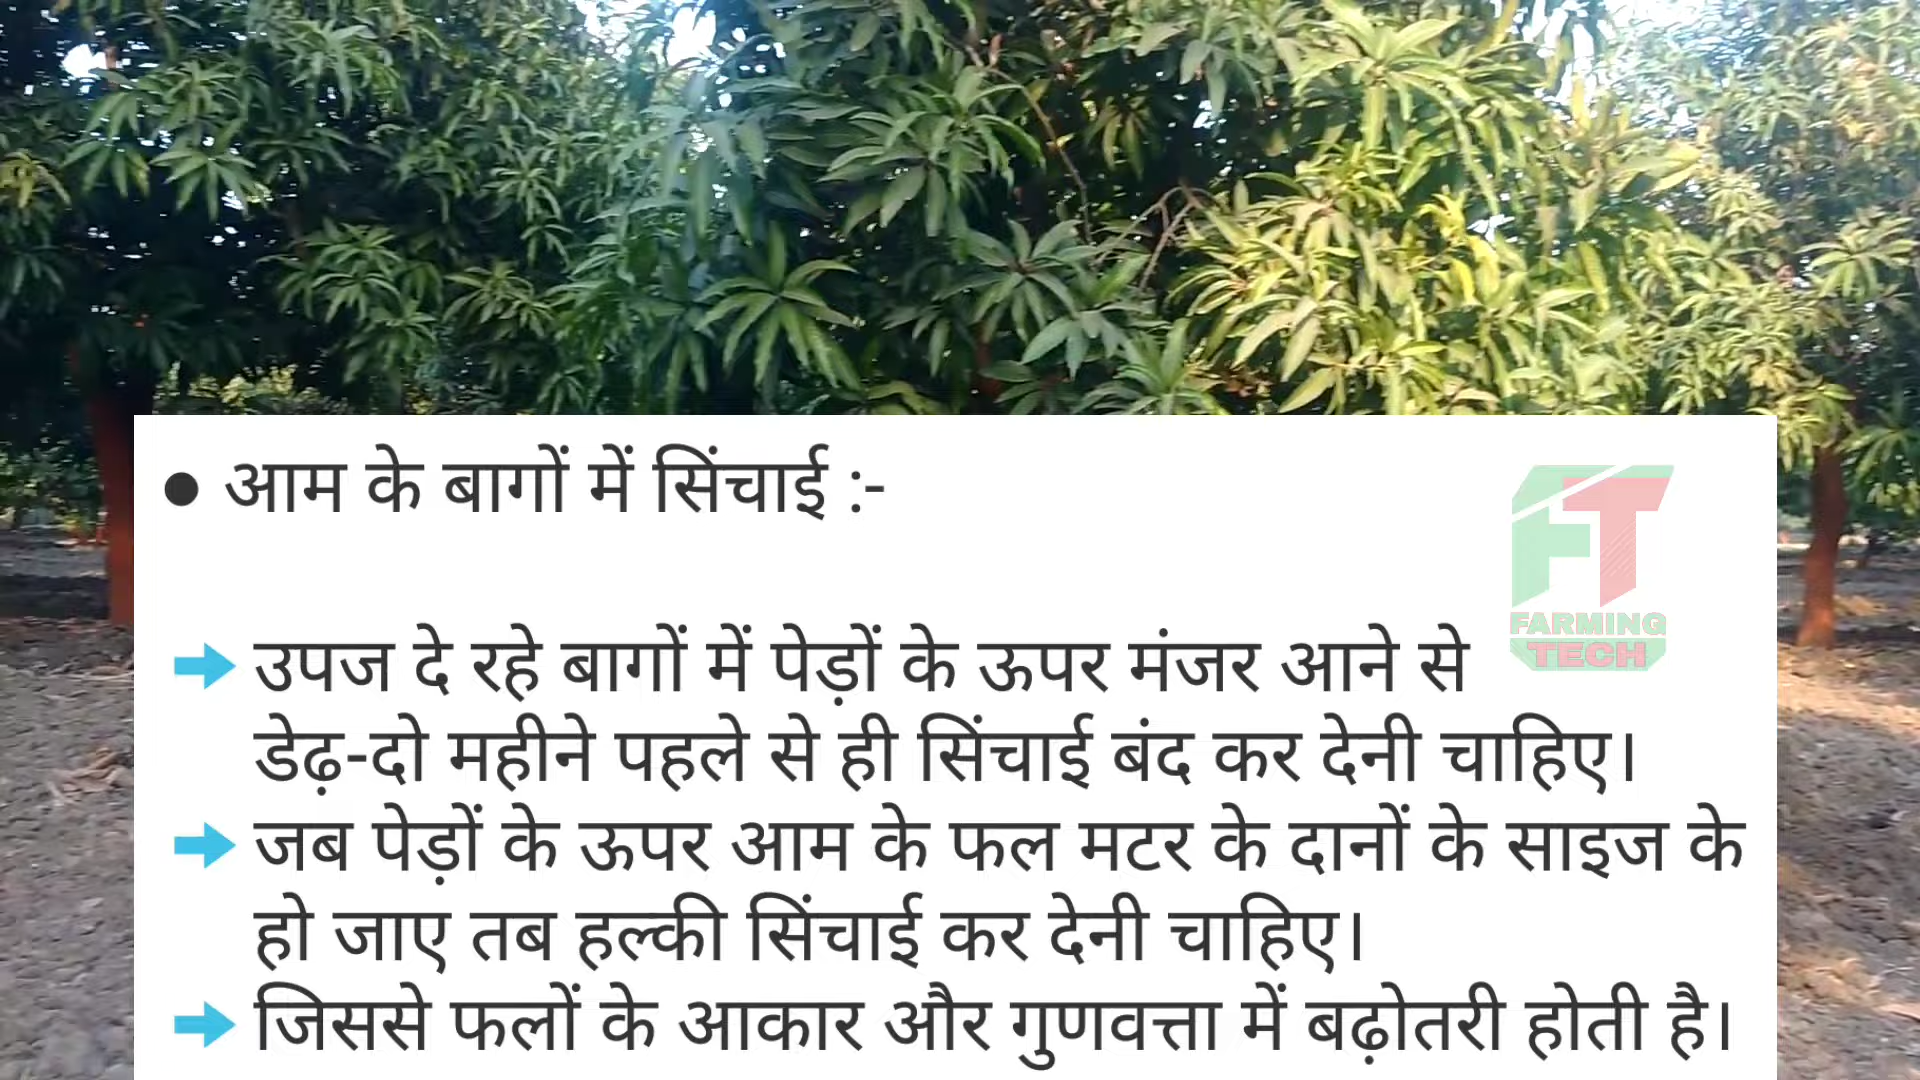 ● आम के बागों में सिंचाई :-
FT
FARMING
TECH
➡ उपज दे रहे बागों में पेड़ों के ऊपर मंजर आने से
डेढ़-दो महीने पहले से ही सिंचाई बंद कर देनी चाहिए।
➡ जब पेड़ों के ऊपर आम के फल मटर के दानों के साइज के
हो जाए तब हल्की सिंचाई कर देनी चाहिए।
➡ जिससे फलों के आकार और गुणवत्ता में बढ़ोतरी होती है।